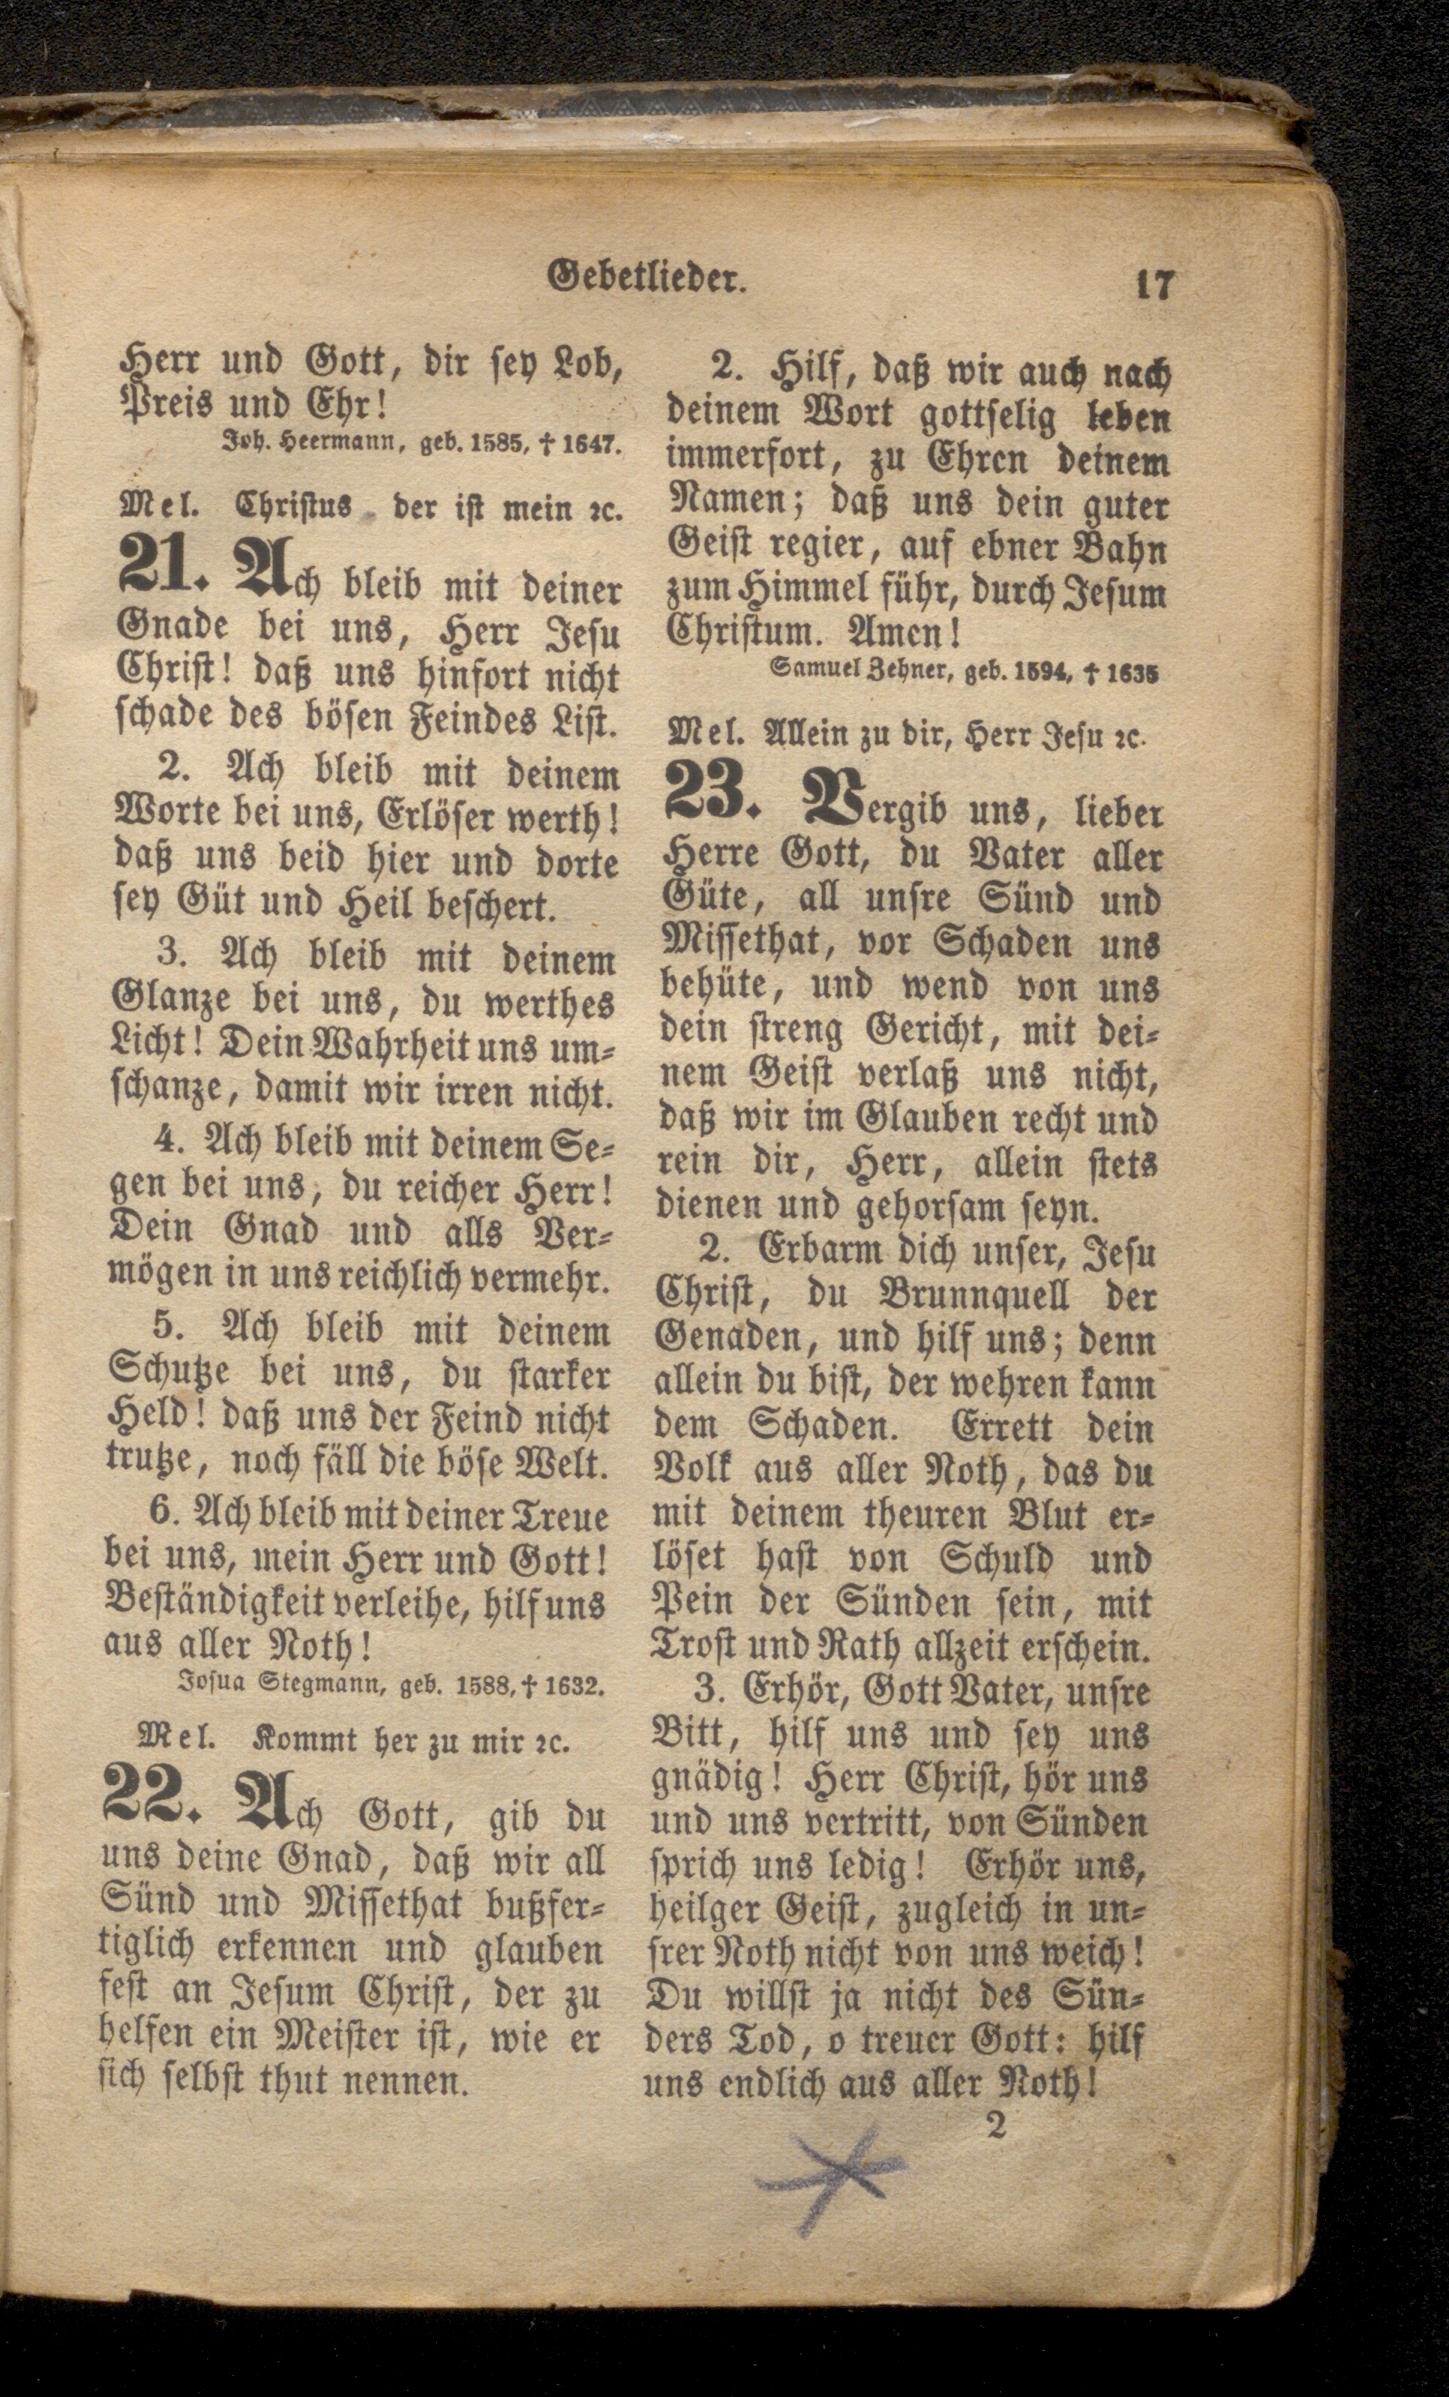 Gebetlieder.
17
Herr und Gott, dir sey Lob,
Preis und Ehr!
Joh. Heermann, geb. 1585, † 1647.
Mel. Christus der ist mein ꝛc.
21. Ach bleib mit deiner
Gnade bei uns, Herr Jesu
Christ! daß uns hinfort nicht
schade des bösen Feindes List.
2. Ach bleib mit deinem
Worte bei uns, Erlöser werth!
daß uns beid hier und dorte
sey Güt und Heil beschert.
3. Ach bleib mit deinem
Glanze bei uns, du werthes
Licht! Dein Wahrheit uns um-
schanze, damit wir irren nicht.
4. Ach bleib mit deinem Se-
gen bei uns, du reicher Herr!
Dein Gnad und alls Ver-
mögen in uns reichlich vermehr.
5. Ach bleib mit deinem
Schutze bei uns, du starker
Held! daß uns der Feind nicht
trutze, noch fäll die böse Welt.
6. Ach bleib mit deiner Treue
bei uns, mein Herr und Gott!
Beständigkeit verleihe, hilf uns
aus aller Noth!
Josua Stegmann, geb. 1588, † 1632.
Mel. Kommt her zu mir ꝛc.
22. Ach Gott, gib du
uns deine Gnad, daß wir all
Sünd und Missethat bußfer-
tiglich erkennen und glauben
fest an Jesum Christ, der zu
helfen ein Meister ist, wie er
sich selbst thut nennen.
2. Hilf, daß wir auch nach
deinem Wort gottselig leben
immerfort, zu Ehren deinem
Namen; daß uns dein guter
Geist regier, auf ebner Bahn
zum Himmel führ, durch Jesum
Christum. Amen!
Samuel Zehner, geb. 1594, † 1635
Mel. Allein zu dir, Herr Jesu ꝛc.
23. Vergib uns, lieber
Herre Gott, du Vater aller
Güte, all unsre Sünd und
Missethat, vor Schaden uns
behüte, und wend von uns
dein streng Gericht, mit dei-
nem Geist verlaß uns nicht,
daß wir im Glauben recht und
rein dir, Herr, allein stets
dienen und gehorsam seyn.
2. Erbarm dich unser, Jesu
Christ, du Brunnquell der
Genaden, und hilf uns; denn
allein du bist, der wehren kann
dem Schaden. Errett dein
Volk aus aller Noth, das du
mit deinem theuren Blut er-
löset hast von Schuld und
Pein der Sünden sein, mit
Trost und Rath allzeit erschein.
3. Erhör, Gott Vater, unsre
Bitt, hilf uns und sey uns
gnädig! Herr Christ, hör uns
und uns vertritt, von Sünden
sprich uns ledig! Erhör uns,
heilger Geist, zugleich in un-
srer Noth nicht von uns weich!
Du willst ja nicht des Sün-
ders Tod, o treuer Gott: hilf
uns endlich aus aller Noth!
2